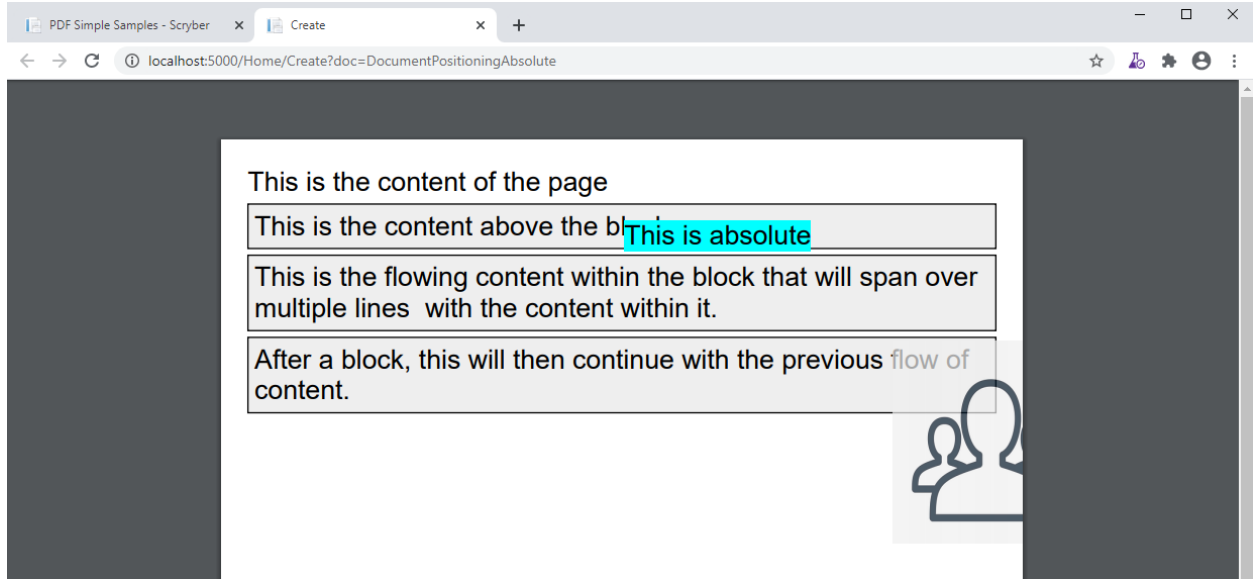 PDF Simple Samples - Scryber
Create
localhost:5000/Home/Create?doc=DocumentPositioningAbsolute
This is the content of the page
This is the content above the
This is absolute
This is the flowing content within the block that will span over
multiple lines  with the content within it.
After a block, this will then continue with the previous flow of
content.